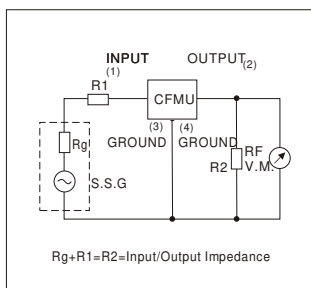 INPUT OUTPUT
(1) (2)
R1
CFMU
(3) (4)
Rg GROUND GROUND RF
R2 V.M.
S.S.G
Rg+R1=R2=Input/Output Impedance